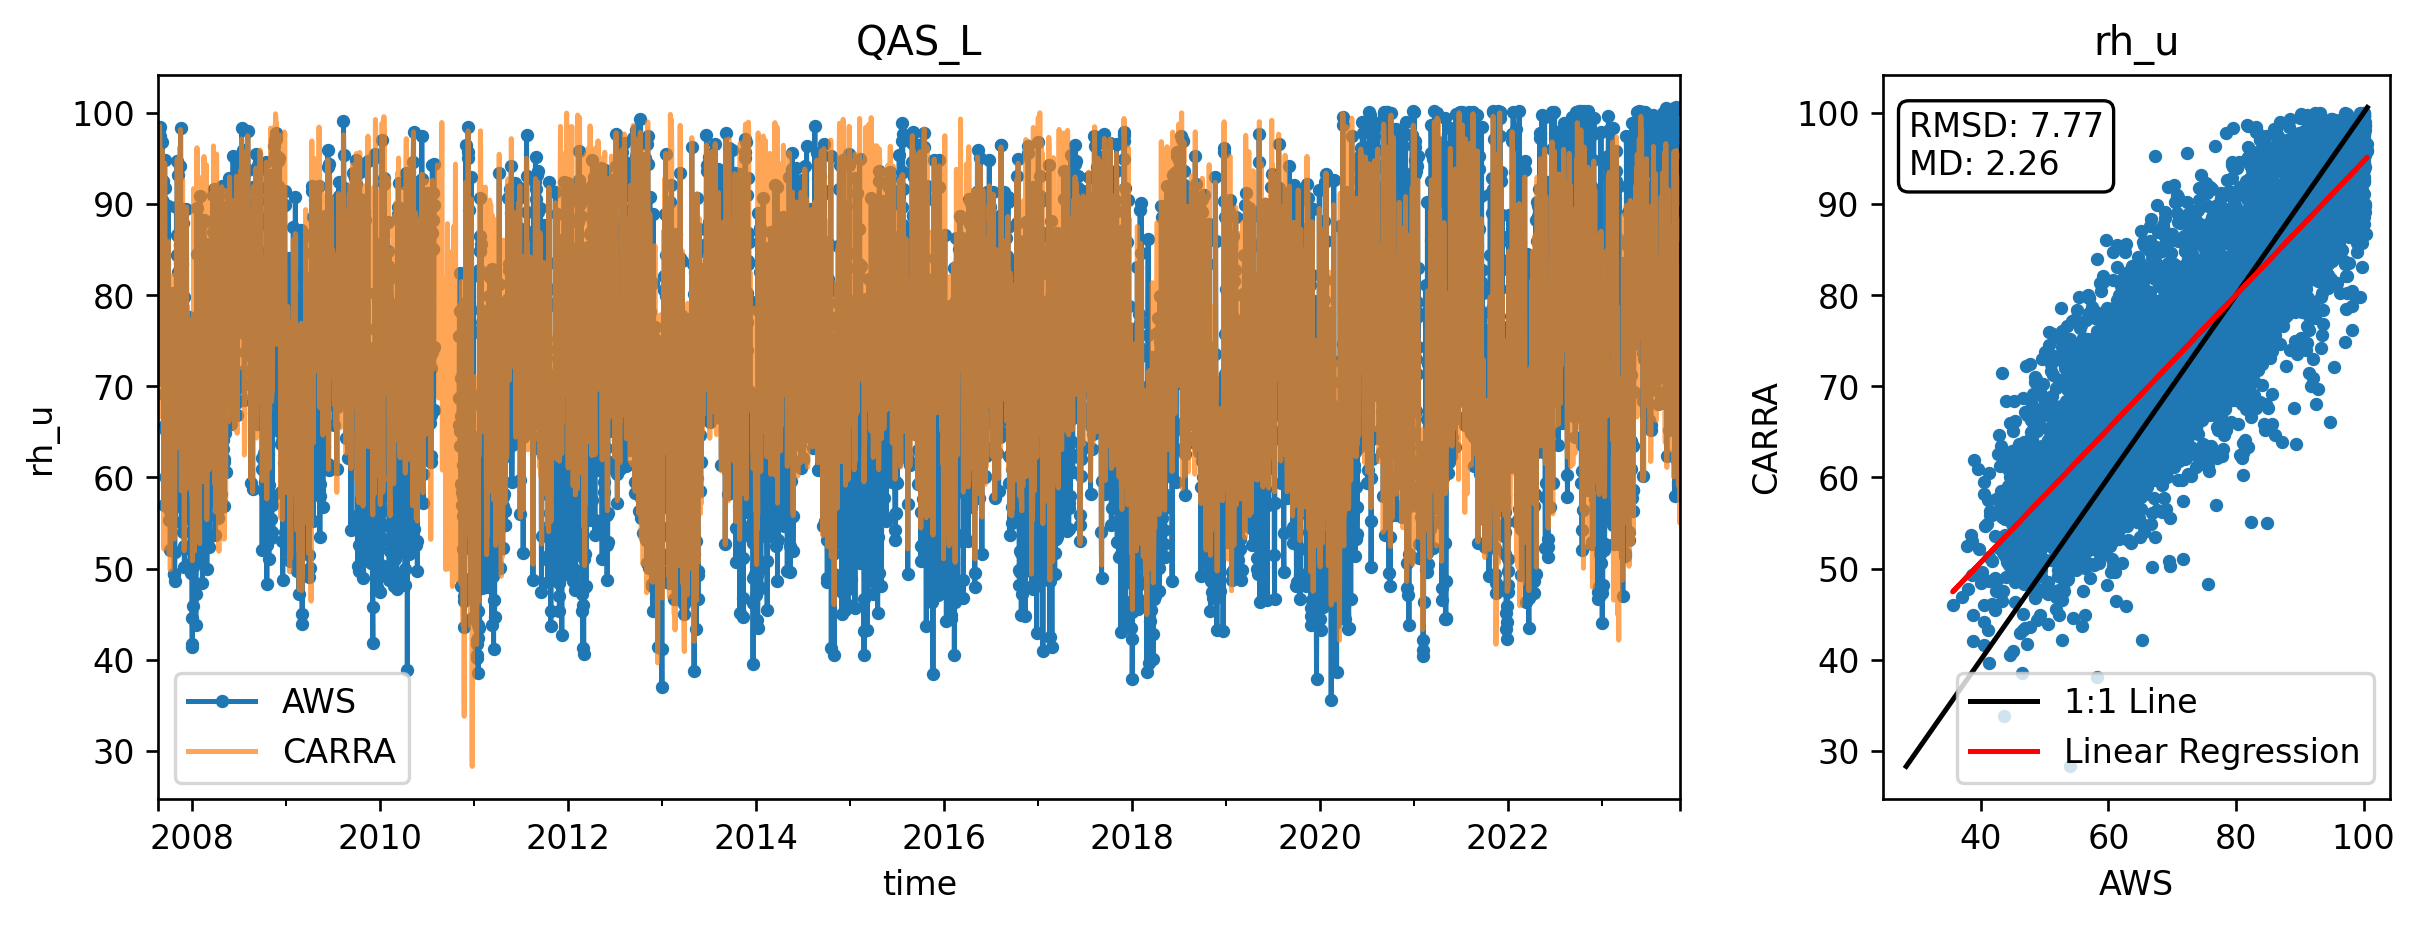 QAS_L
rh_u
100
90
80
70
60
50
40
30
AWS
CARRA
2008 2010 2012 2014 2016 2018 2020 2022
time
rh_u
CARRA
100
90
80
70
60
50
40
30
RMSD: 7.77
MD: 2.26
1:1 Line
Linear Regression
40 60 80 100
AWS